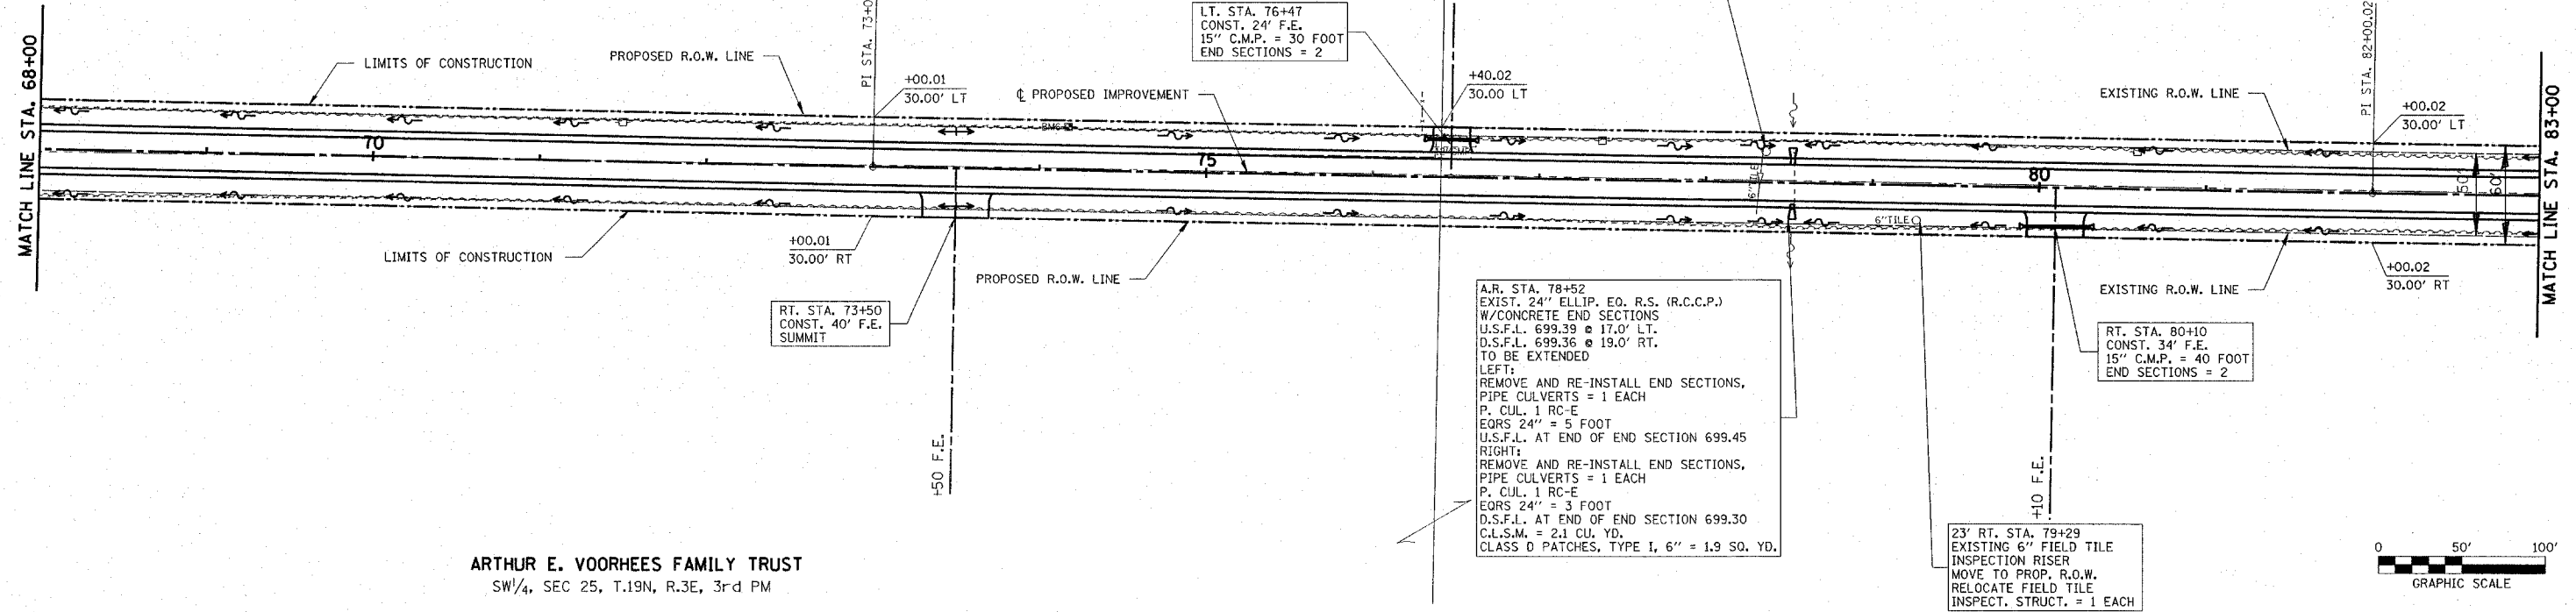 MATCH LINE STA. 68+00
LIMITS OF CONSTRUCTION
PROPOSED R.O.W. LINE
PI STA. 73+0
+00.01
30.00' LT
℄ PROPOSED IMPROVEMENT
LT. STA. 76+47
CONST. 24' F.E.
15" C.M.P. = 30 FOOT
END SECTIONS = 2
+40.02
30.00 LT
EXISTING R.O.W. LINE
PI STA. 82+00.02
+00.02
30.00' LT
MATCH LINE STA. 83+00
70
75
80
6"TILE
6"TILE
50'
60'
LIMITS OF CONSTRUCTION
+00.01
30.00' RT
PROPOSED R.O.W. LINE
EXISTING R.O.W. LINE
+00.02
30.00' RT
RT. STA. 73+50
CONST. 40' F.E.
SUMMIT
+50 F.E.
A.R. STA. 78+52
EXIST. 24" ELLIP. EQ. R.S. (R.C.C.P.)
W/CONCRETE END SECTIONS
U.S.F.L. 699.39 @ 17.0' LT.
D.S.F.L. 699.36 @ 19.0' RT.
TO BE EXTENDED
LEFT:
REMOVE AND RE-INSTALL END SECTIONS,
PIPE CULVERTS = 1 EACH
P. CUL. 1 RC-E
EQRS 24" = 5 FOOT
U.S.F.L. AT END OF END SECTION 699.45
RIGHT:
REMOVE AND RE-INSTALL END SECTIONS,
PIPE CULVERTS = 1 EACH
P. CUL. 1 RC-E
EQRS 24" = 3 FOOT
D.S.F.L. AT END OF END SECTION 699.30
C.L.S.M. = 2.1 CU. YD.
CLASS D PATCHES, TYPE I, 6" = 1.9 SQ. YD.
RT. STA. 80+10
CONST. 34' F.E.
15" C.M.P. = 40 FOOT
END SECTIONS = 2
+10 F.E.
23' RT. STA. 79+29
EXISTING 6" FIELD TILE
INSPECTION RISER
MOVE TO PROP. R.O.W.
RELOCATE FIELD TILE
INSPECT. STRUCT. = 1 EACH
ARTHUR E. VOORHEES FAMILY TRUST
SW¼, SEC 25, T.19N, R.3E, 3rd PM
0 50' 100'
GRAPHIC SCALE